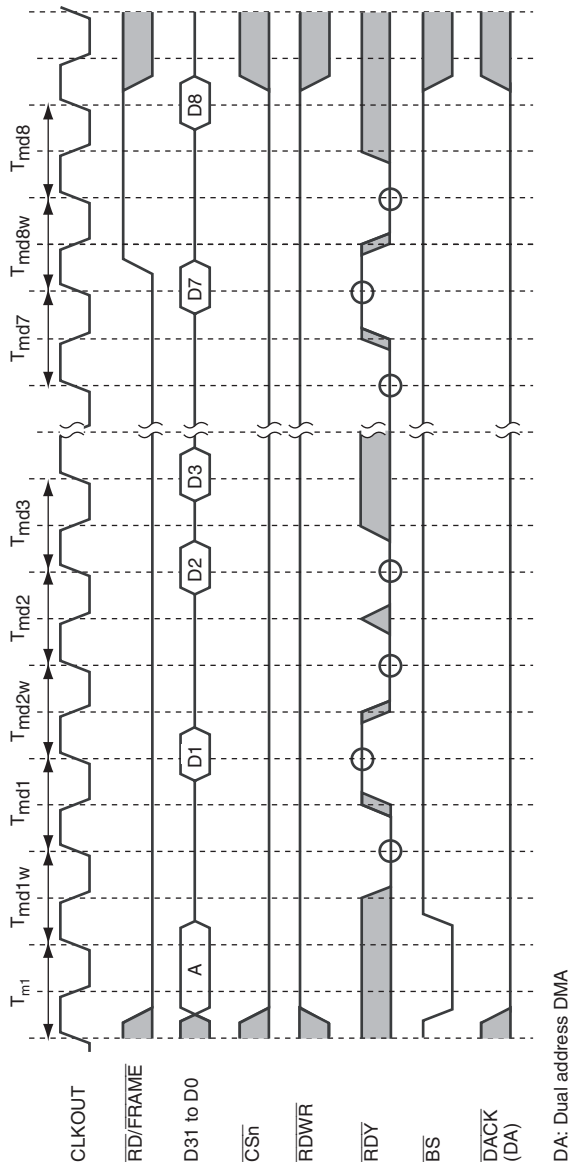 Tm1 Tmd1w Tmd1 Tmd2w Tmd2 Tmd3 Tmd7 Tmd8w Tmd8
CLKOUT
RD/FRAME
D31 to D0 A D1 D2 D3 D7 D8
CSn
RDWR
RDY
BS
DACK
(DA)
DA: Dual address DMA